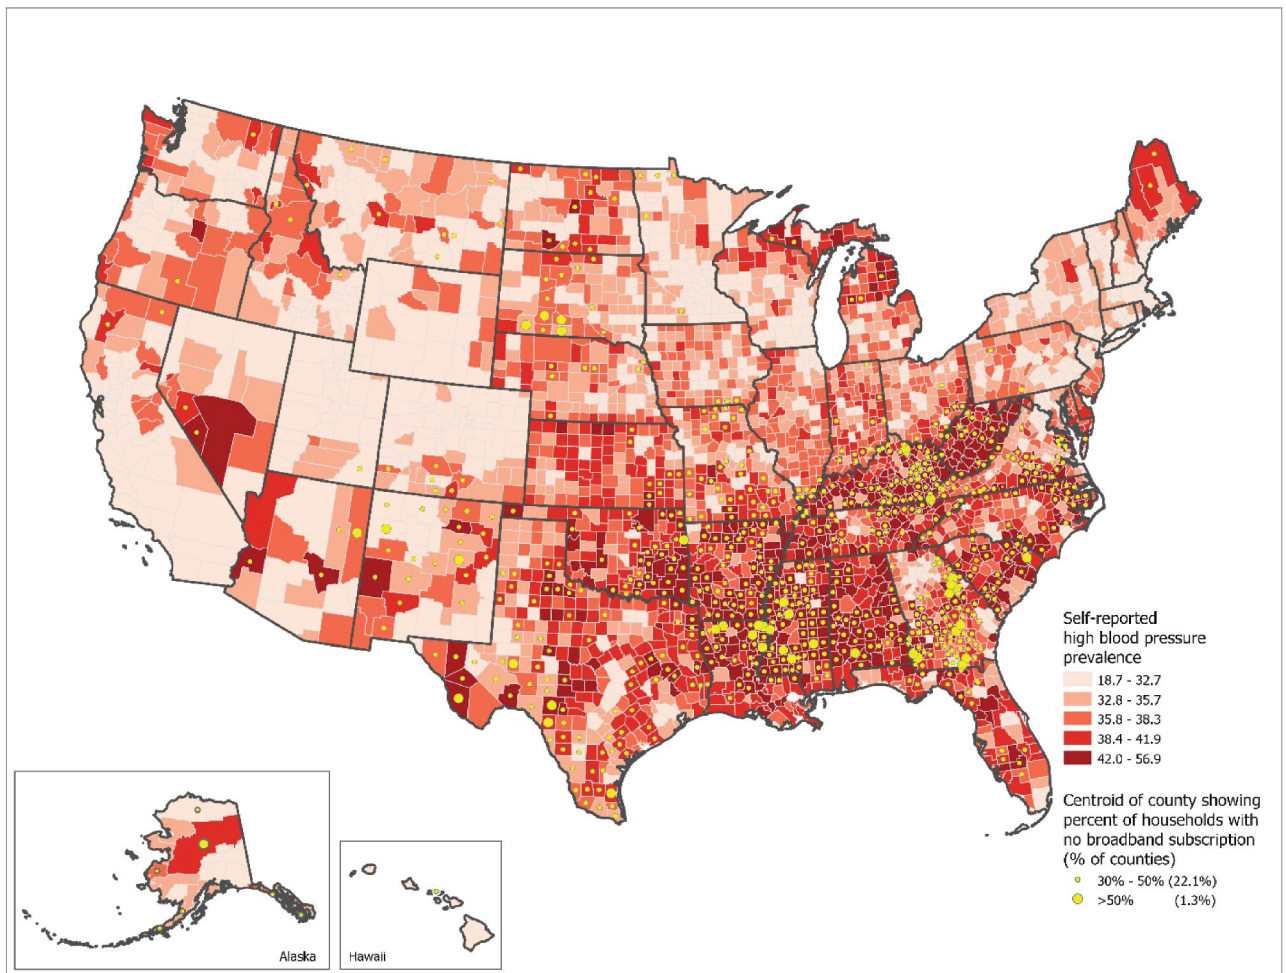 Self-reported
high blood pressure
prevalence
18.7 - 32.7
32.8 - 35.7
35.8 - 38.3
38.4 - 41.9
42.0 - 56.9
Centroid of county showing
percent of households with
no broadband subscription
(% of counties)
30% - 50% (22.1%)
>50% (1.3%)
Alaska
Hawaii